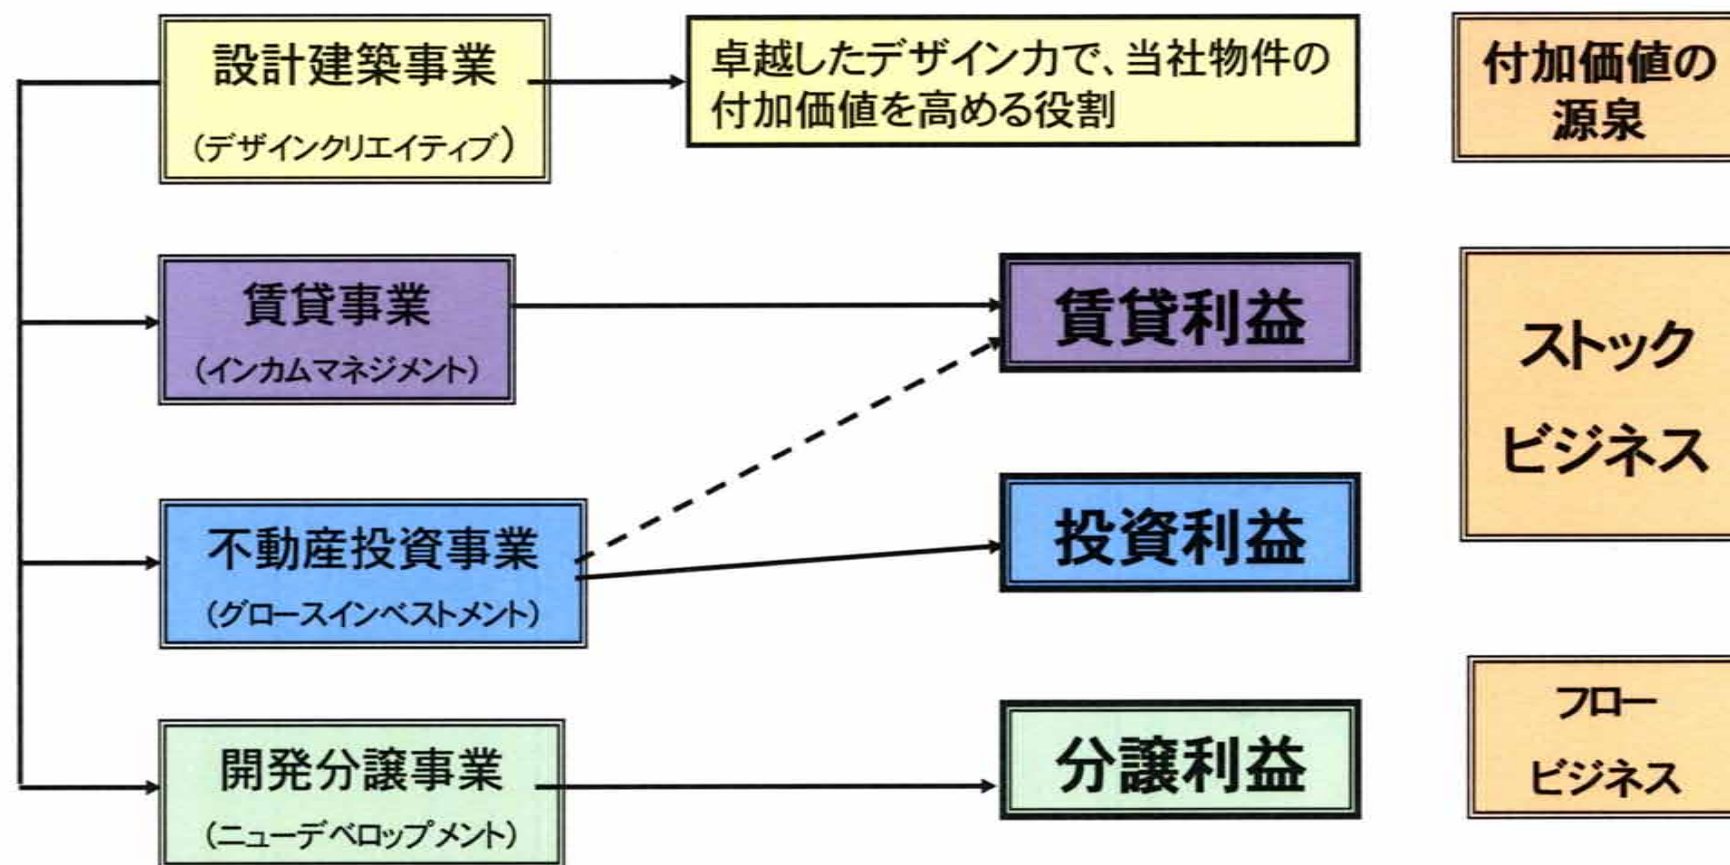 設計建築事業
（デザインクリエイティブ）
卓越したデザイン力で、当社物件の
付加価値を高める役割
付加価値の
源泉
賃貸事業
（インカムマネジメント）
賃貸利益
ストック
ビジネス
不動産投資事業
（グロースインベストメント）
投資利益
開発分譲事業
（ニューデベロップメント）
分譲利益
フロー
ビジネス